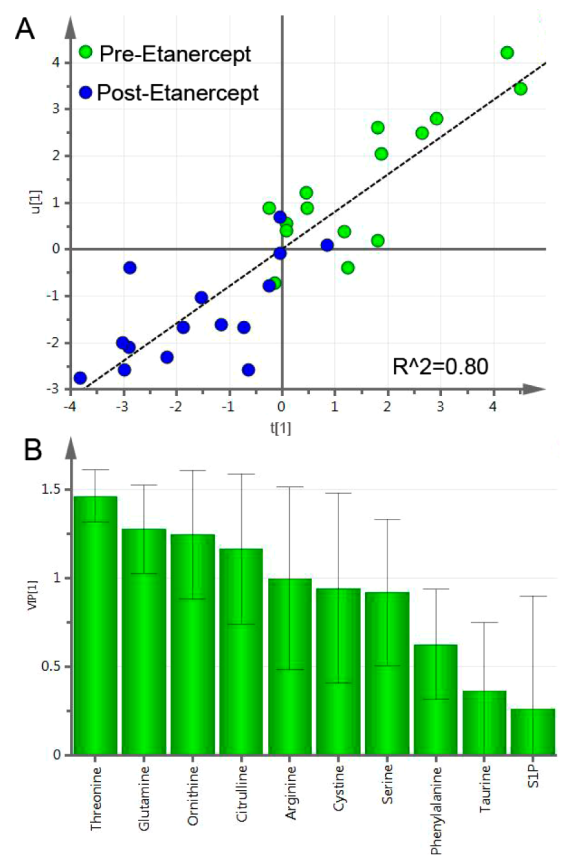 A
Pre-Etanercept
Post-Etanercept
4
3
2
1
0
-1
-2
-3
u[1]
R^2=0.80
-4 -3 -2 -1 0 1 2 3 4
t[1]
B
1.5
1
0.5
0
VIP[1]
Threonine
Glutamine
Ornithine
Citrulline
Arginine
Cystine
Serine
Phenylalanine
Taurine
S1P